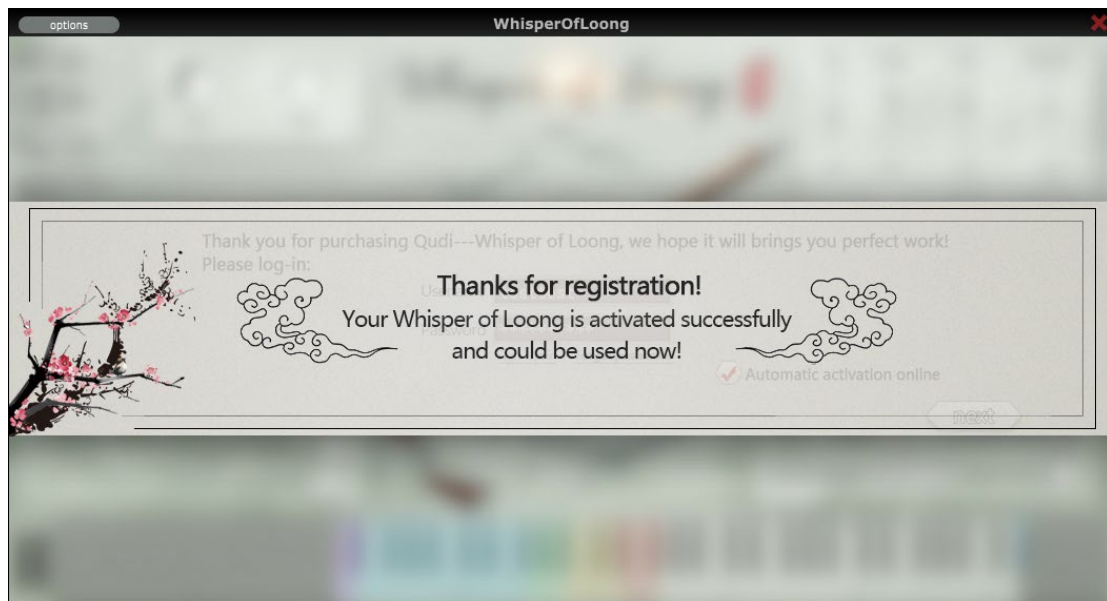 options
WhisperOfLoong
Thank you for purchasing Qudi---Whisper of Loong, we hope it will brings you perfect work!
Please log-in:
Thanks for registration!
Your Whisper of Loong is activated successfully
Password
and could be used now!
Automatic activation online
next